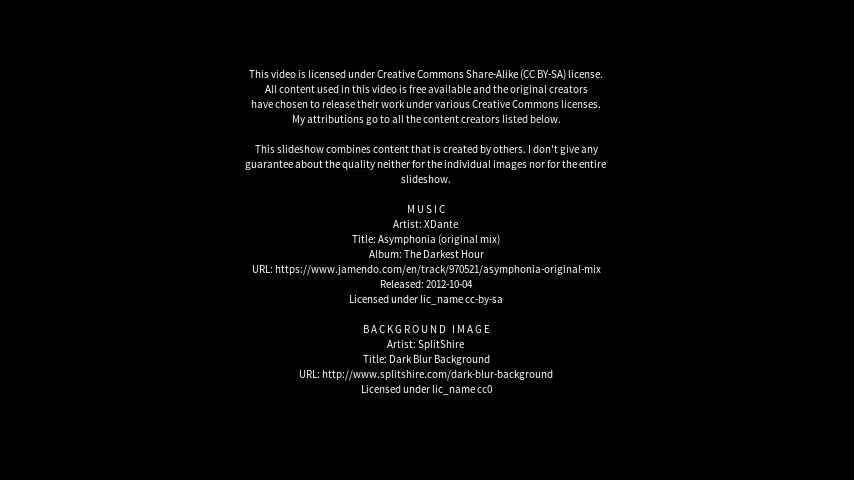 This video is licensed under Creative Commons Share-Alike (CC BY-SA) license.
All content used in this video is free available and the original creators
have chosen to release their work under various Creative Commons licenses.
My attributions go to all the content creators listed below.
This slideshow combines content that is created by others. I don't give any
guarantee about the quality neither for the individual images nor for the entire
slideshow.
MUSIC
Artist: XDante
Title: Asymphonia (original mix)
Album: The Darkest Hour
URL: https://www.jamendo.com/en/track/970521/asymphonia-original-mix
Released: 2012-10-04
Licensed under lic_name cc-by-sa
BACKGROUND IMAGE
Artist: SplitShire
Title: Dark Blur Background
URL: http://www.splitshire.com/dark-blur-background
Licensed under lic_name cc0